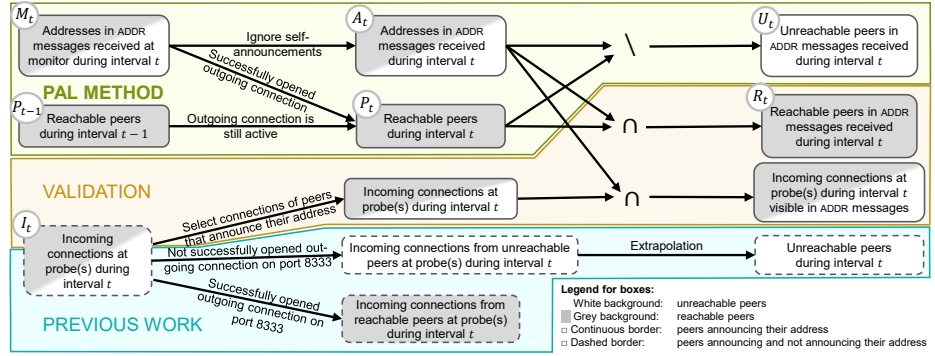 M_t
Addresses in ADDR
messages received at
monitor during interval t
Ignore self-
announcements
A_t
Addresses in ADDR
messages received
during interval t
\
U_t
Unreachable peers
in ADDR messages
received during
interval t
Successfully opened
outgoing connection
PAL METHOD
P_{t−1}
Reachable peers
during interval t − 1
Outgoing connection is
still active
P_t
Reachable peers
during interval t
∩
R_t
Reachable peers in ADDR
messages received
during interval t
VALIDATION
Select connections of peers
that announce their address
Incoming connections at
probe(s) during interval t
∩
Incoming connections at
probe(s) during interval t
visible in ADDR messages
I_t
Incoming
connections at
probe(s) during
interval t
Not successfully opened out-
going connection on port 8333
Incoming connections from unreachable
peers at probe(s) during interval t
Extrapolation
Unreachable peers
during interval t
Successfully opened
outgoing connection on
port 8333
Incoming connections from
reachable peers at probe(s)
during interval t
PREVIOUS WORK
Legend for boxes:
White background: unreachable peers
Grey background: reachable peers
□ Continuous border: peers announcing their address
□ Dashed border: peers announcing and not announcing their address